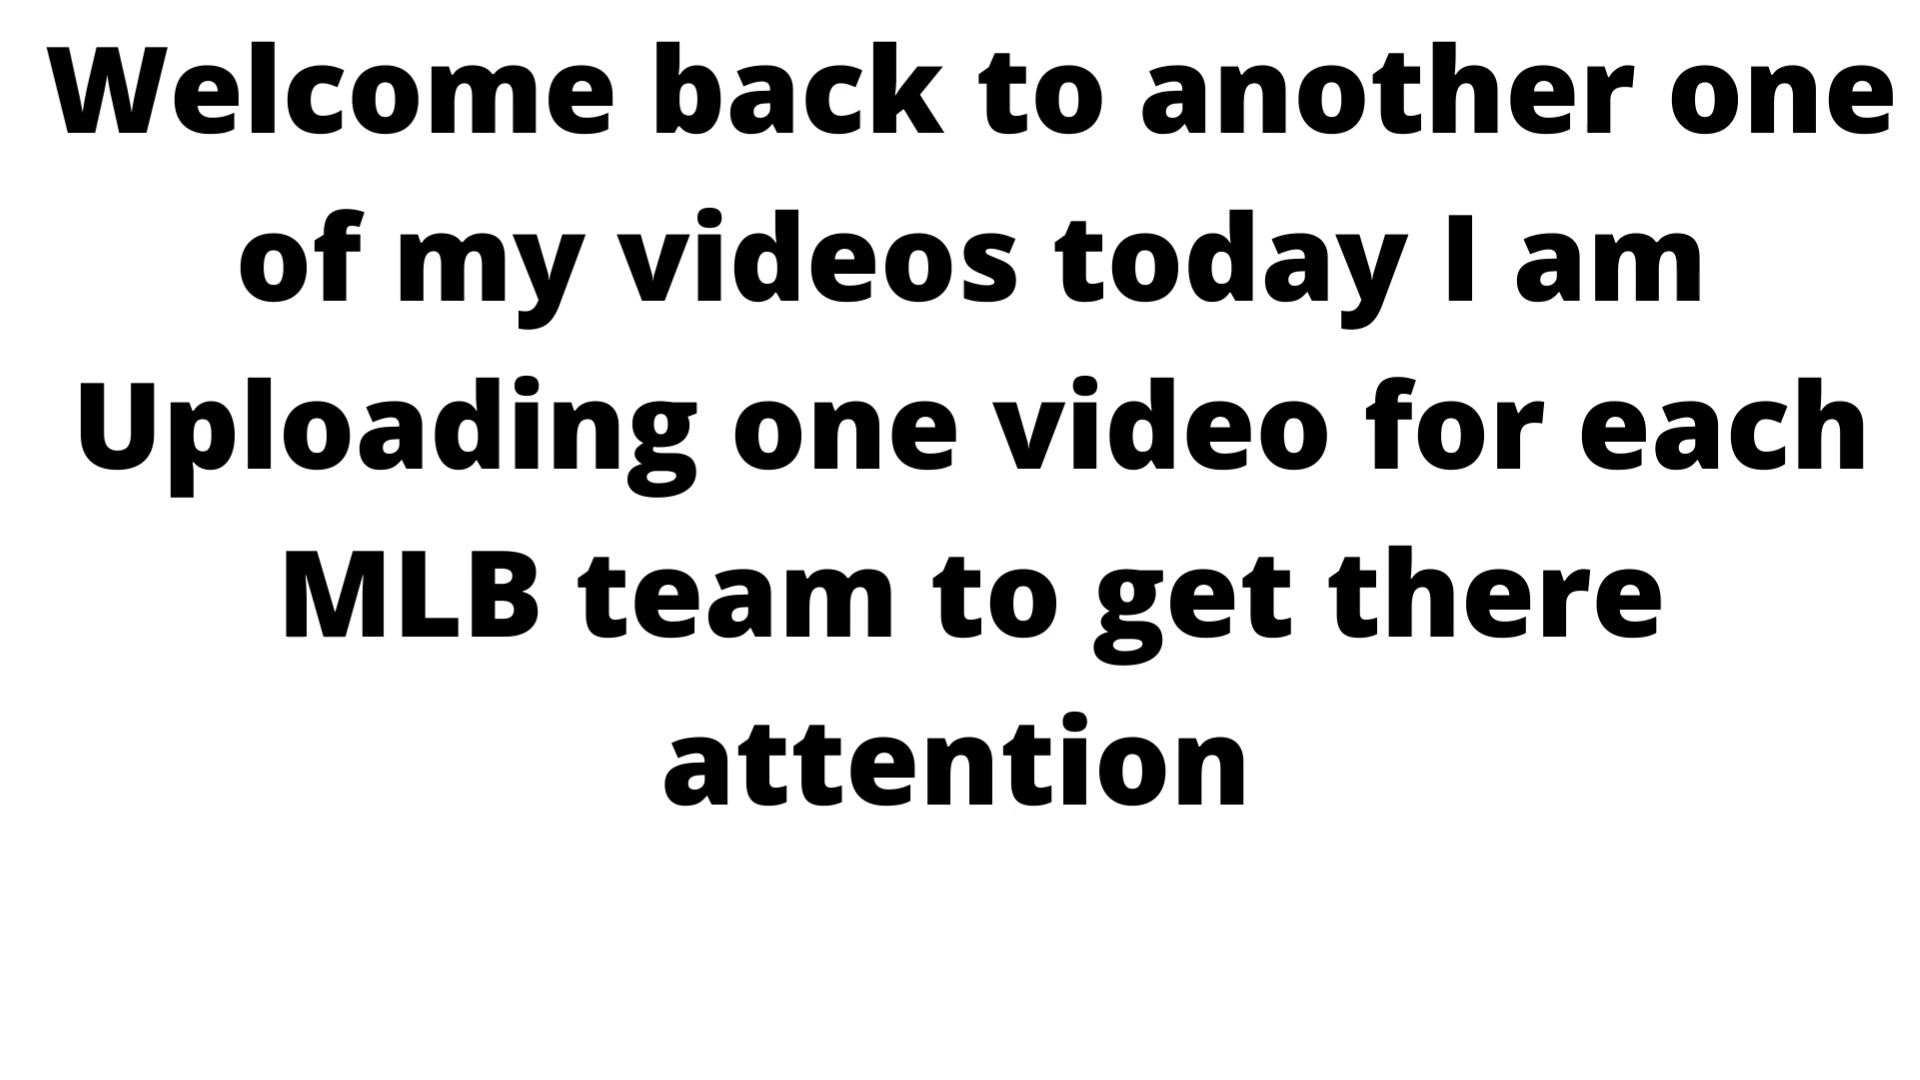 Welcome back to another one
of my videos today I am
Uploading one video for each
MLB team to get there
attention